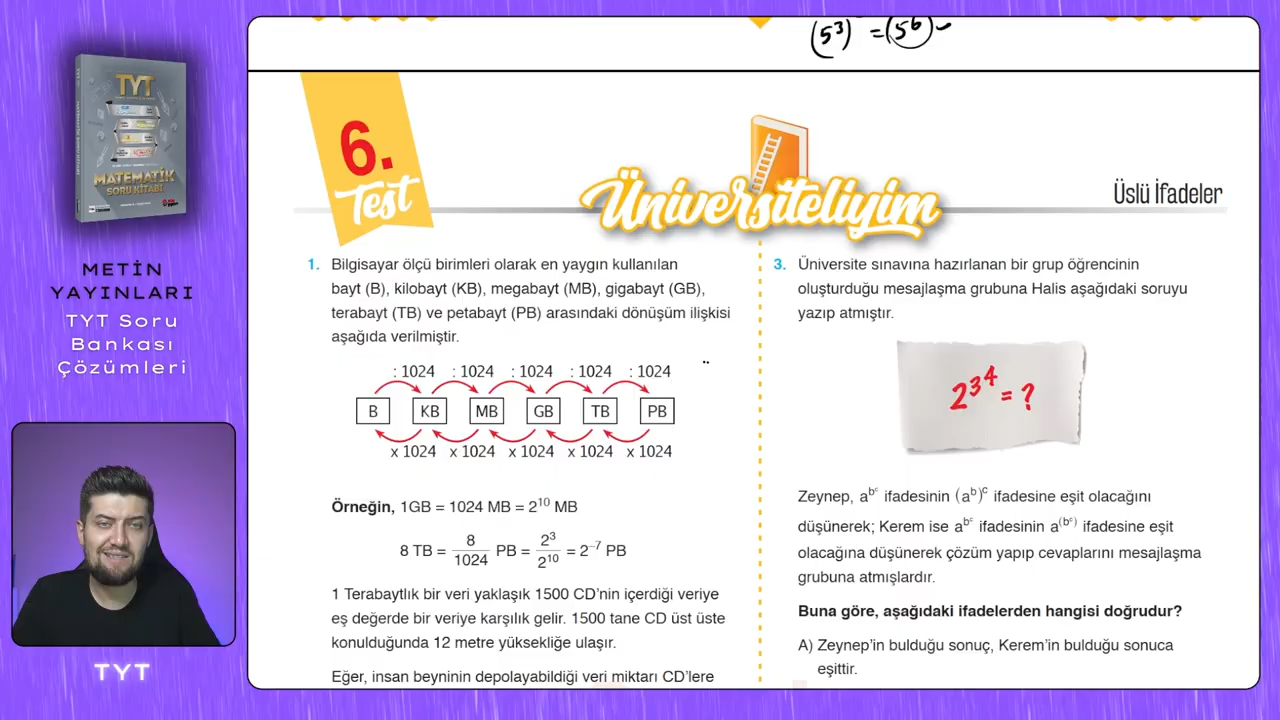 (5³) = (5⁶)
TYT
MATEMATİK
SORU KİTABI
METİN
YAYINLARI
TYT Soru
Bankası
Çözümleri
TYT
6.
Test
Üniversiteliyim
Üslü İfadeler
1. Bilgisayar ölçü birimleri olarak en yaygın kullanılan
bayt (B), kilobayt (KB), megabayt (MB), gigabayt (GB),
terabayt (TB) ve petabayt (PB) arasındaki dönüşüm ilişkisi
aşağıda verilmiştir.
: 1024 : 1024 : 1024 : 1024 : 1024
B KB MB GB TB PB
x 1024 x 1024 x 1024 x 1024 x 1024
Örneğin, 1GB = 1024 MB = 2¹⁰ MB
8 TB = 8/1024 PB = 2³/2¹⁰ = 2⁻⁷ PB
1 Terabaytlık bir veri yaklaşık 1500 CD'nin içerdiği veriye
eş değerde bir veriye karşılık gelir. 1500 tane CD üst üste
konulduğunda 12 metre yüksekliğe ulaşır.
Eğer, insan beyninin depolayabildiği veri miktarı CD'lere
3. Üniversite sınavına hazırlanan bir grup öğrencinin
oluşturduğu mesajlaşma grubuna Halis aşağıdaki soruyu
yazıp atmıştır.
2^3^4 = ?
Zeynep, a^b^c ifadesinin (a^b)^c ifadesine eşit olacağını
düşünerek; Kerem ise a^b^c ifadesinin a^(b^c) ifadesine eşit
olacağına düşünerek çözüm yapıp cevaplarını mesajlaşma
grubuna atmışlardır.
Buna göre, aşağıdaki ifadelerden hangisi doğrudur?
A) Zeynep'in bulduğu sonuç, Kerem'in bulduğu sonuca
eşittir.